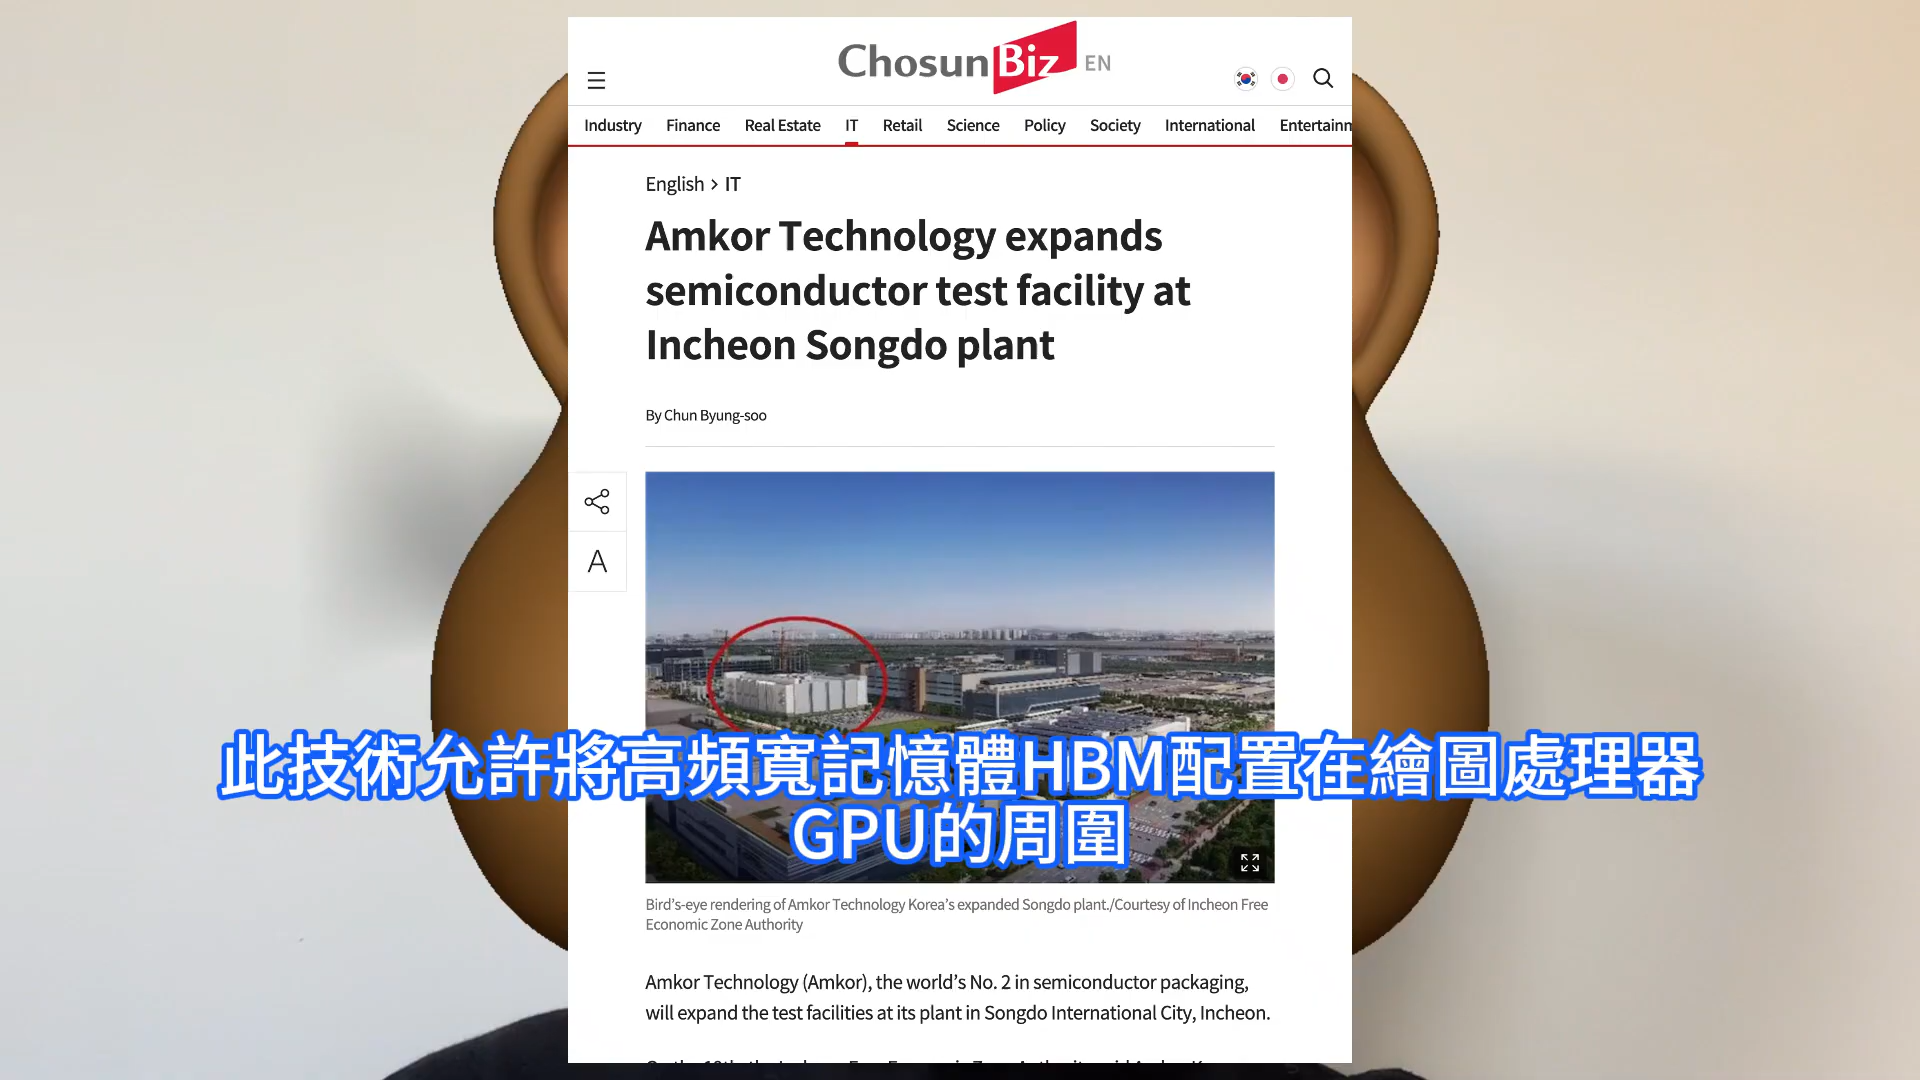 ChosunBiz EN
Industry Finance Real Estate IT Retail Science Policy Society International Entertainm
English > IT
Amkor Technology expands
semiconductor test facility at
Incheon Songdo plant
By Chun Byung-soo
A
此技術允許將高頻寬記憶體HBM配置在繪圖處理器
GPU的周圍
Bird's-eye rendering of Amkor Technology Korea's expanded Songdo plant./Courtesy of Incheon Free
Economic Zone Authority
Amkor Technology (Amkor), the world's No. 2 in semiconductor packaging,
will expand the test facilities at its plant in Songdo International City, Incheon.